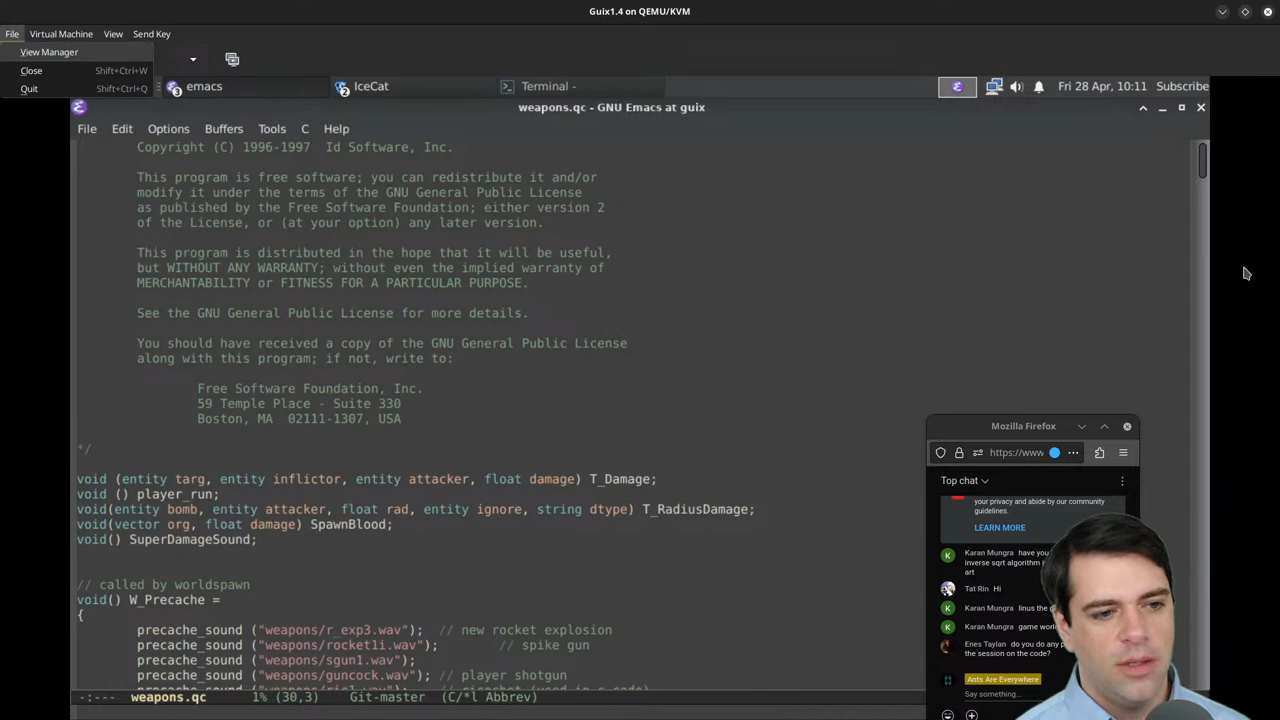 Guix1.4 on QEMU/KVM
File Virtual Machine View Send Key
View Manager
Close Shift+Ctrl+W
Quit Shift+Ctrl+Q
3 emacs 2 IceCat Terminal - Fri 28 Apr, 10:11 Subscribe
weapons.qc - GNU Emacs at guix
File Edit Options Buffers Tools C Help
Copyright (C) 1996-1997 Id Software, Inc.
This program is free software; you can redistribute it and/or
modify it under the terms of the GNU General Public License
as published by the Free Software Foundation; either version 2
of the License, or (at your option) any later version.
This program is distributed in the hope that it will be useful,
but WITHOUT ANY WARRANTY; without even the implied warranty of
MERCHANTABILITY or FITNESS FOR A PARTICULAR PURPOSE.
See the GNU General Public License for more details.
You should have received a copy of the GNU General Public License
along with this program; if not, write to:
Free Software Foundation, Inc.
59 Temple Place - Suite 330
Boston, MA 02111-1307, USA
*/
void (entity targ, entity inflictor, entity attacker, float damage) T_Damage;
void () player_run;
void(entity bomb, entity attacker, float rad, entity ignore, string dtype) T_RadiusDamage;
void(vector org, float damage) SpawnBlood;
void() SuperDamageSound;
// called by worldspawn
void() W_Precache =
{
precache_sound ("weapons/r_exp3.wav"); // new rocket explosion
precache_sound ("weapons/rocket1i.wav"); // spike gun
precache_sound ("weapons/sgun1.wav");
precache_sound ("weapons/guncock.wav"); // player shotgun
-:--- weapons.qc 1% (30,3) Git-master (C/*l Abbrev)
Mozilla Firefox
https://www
Top chat
your privacy and abide by our community
guidelines.
LEARN MORE
Karan Mungra have you
inverse sqrt algorithm
art
Tat Rin Hi
Karan Mungra linus the
Karan Mungra game
Enes Taylan do you do any
the session on the code?
Ants Are Everywhere
Say something...